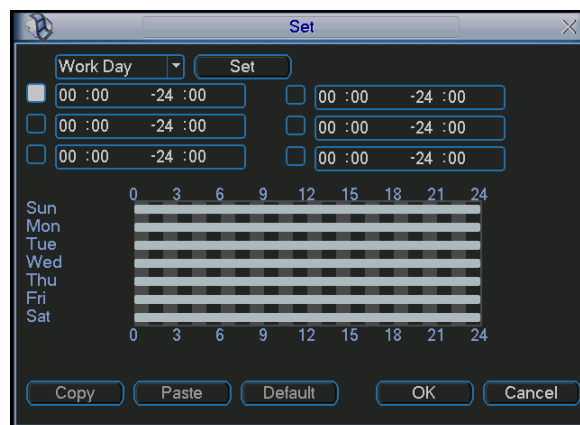 Set
Work Day Set
00 :00 -24 :00 00 :00 -24 :00
00 :00 -24 :00 00 :00 -24 :00
00 :00 -24 :00 00 :00 -24 :00
0 3 6 9 12 15 18 21 24
Sun
Mon
Tue
Wed
Thu
Fri
Sat
0 3 6 9 12 15 18 21 24
Copy Paste Default OK Cancel